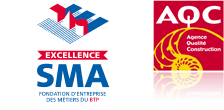 EXCELLENCE
SMA
FONDATION D'ENTREPRISE
DES MÉTIERS DU BTP
AQC
Agence
Qualité
Construction